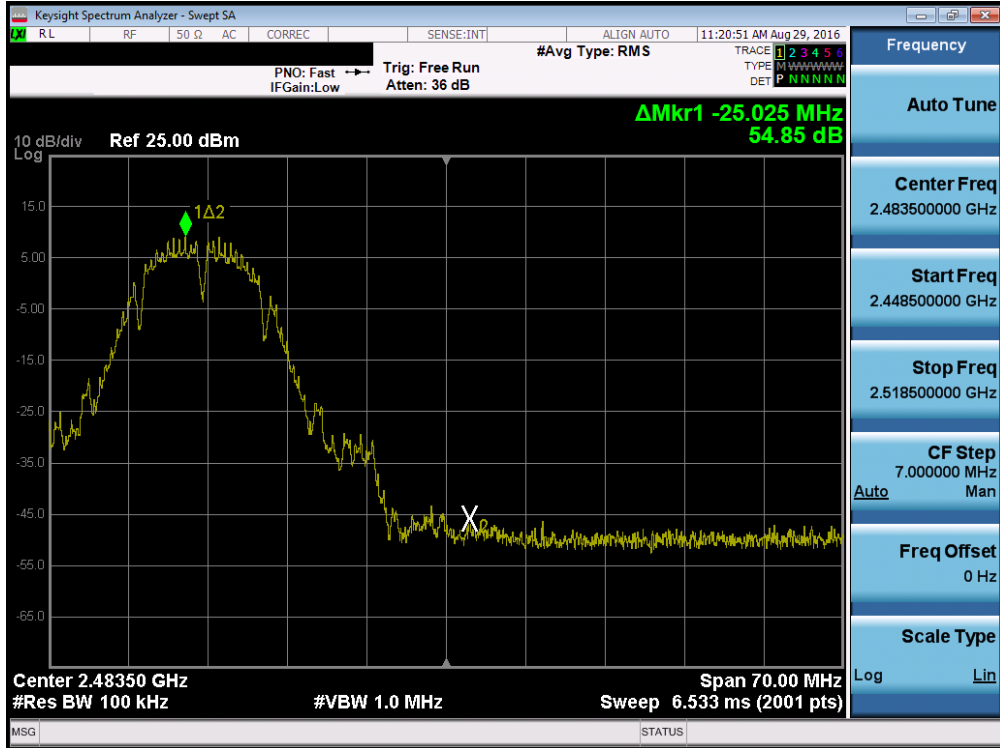 Keysight Spectrum Analyzer - Swept SA
LXI RL RF 50 Ω AC CORREC SENSE:INT ALIGN AUTO 11:20:51 AM Aug 29, 2016
#Avg Type: RMS TRACE 1 2 3 4 5 6
PNO: Fast Trig: Free Run TYPE M W W W W W
IFGain:Low Atten: 36 dB DET P N N N N N
ΔMkr1 -25.025 MHz
54.85 dB
10 dB/div Ref 25.00 dBm
Log
1Δ2
15.0
5.00
-5.00
-15.0
-25.0
-35.0
-45.0
X2
-55.0
-65.0
Center 2.48350 GHz Span 70.00 MHz
#Res BW 100 kHz #VBW 1.0 MHz Sweep 6.533 ms (2001 pts)
MSG STATUS
Frequency
Auto Tune
Center Freq
2.483500000 GHz
Start Freq
2.448500000 GHz
Stop Freq
2.518500000 GHz
CF Step
7.000000 MHz
Auto Man
Freq Offset
0 Hz
Scale Type
Log Lin